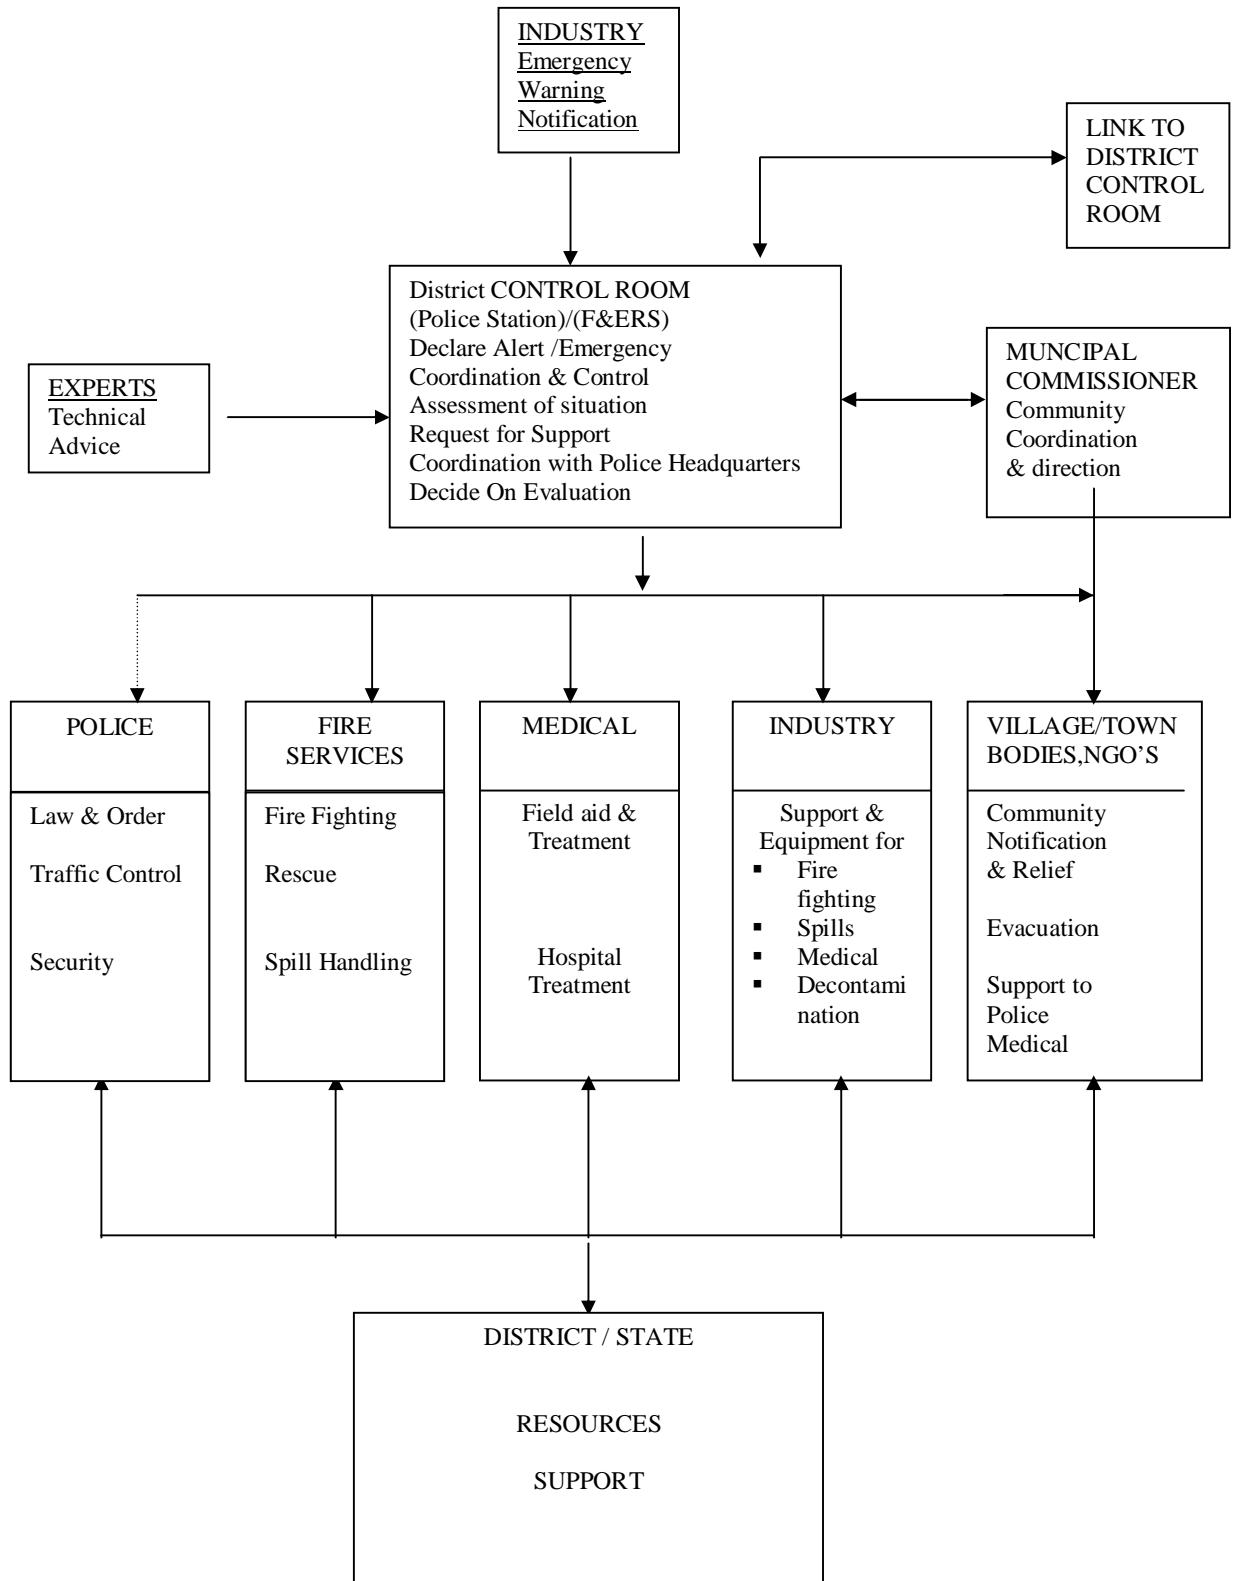 INDUSTRY
Emergency
Warning
Notification
LINK TO
DISTRICT
CONTROL
ROOM
District CONTROL ROOM
(Police Station)/(F&ERS)
Declare Alert /Emergency
Coordination & Control
Assessment of situation
Request for Support
Coordination with Police Headquarters
Decide On Evaluation
EXPERTS
Technical
Advice
MUNCIPAL
COMMISSIONER
Community
Coordination
& direction
POLICE
Law & Order
Traffic Control
Security
FIRE
SERVICES
Fire Fighting
Rescue
Spill Handling
MEDICAL
Field aid &
Treatment
Hospital
Treatment
INDUSTRY
Support &
Equipment for
▪ Fire
fighting
▪ Spills
▪ Medical
▪ Decontami
nation
VILLAGE/TOWN
BODIES,NGO’S
Community
Notification
& Relief
Evacuation
Support to
Police
Medical
DISTRICT / STATE
RESOURCES
SUPPORT